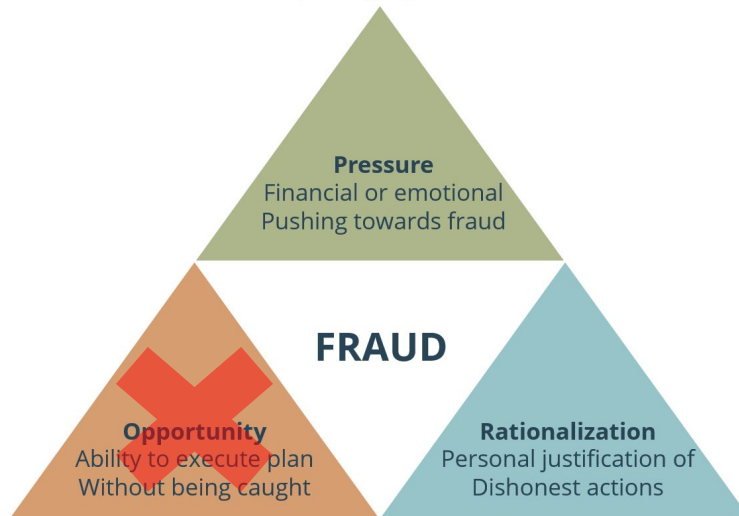 Pressure
Financial or emotional
Pushing towards fraud
FRAUD
Opportunity
Ability to execute plan
Without being caught
Rationalization
Personal justification of
Dishonest actions